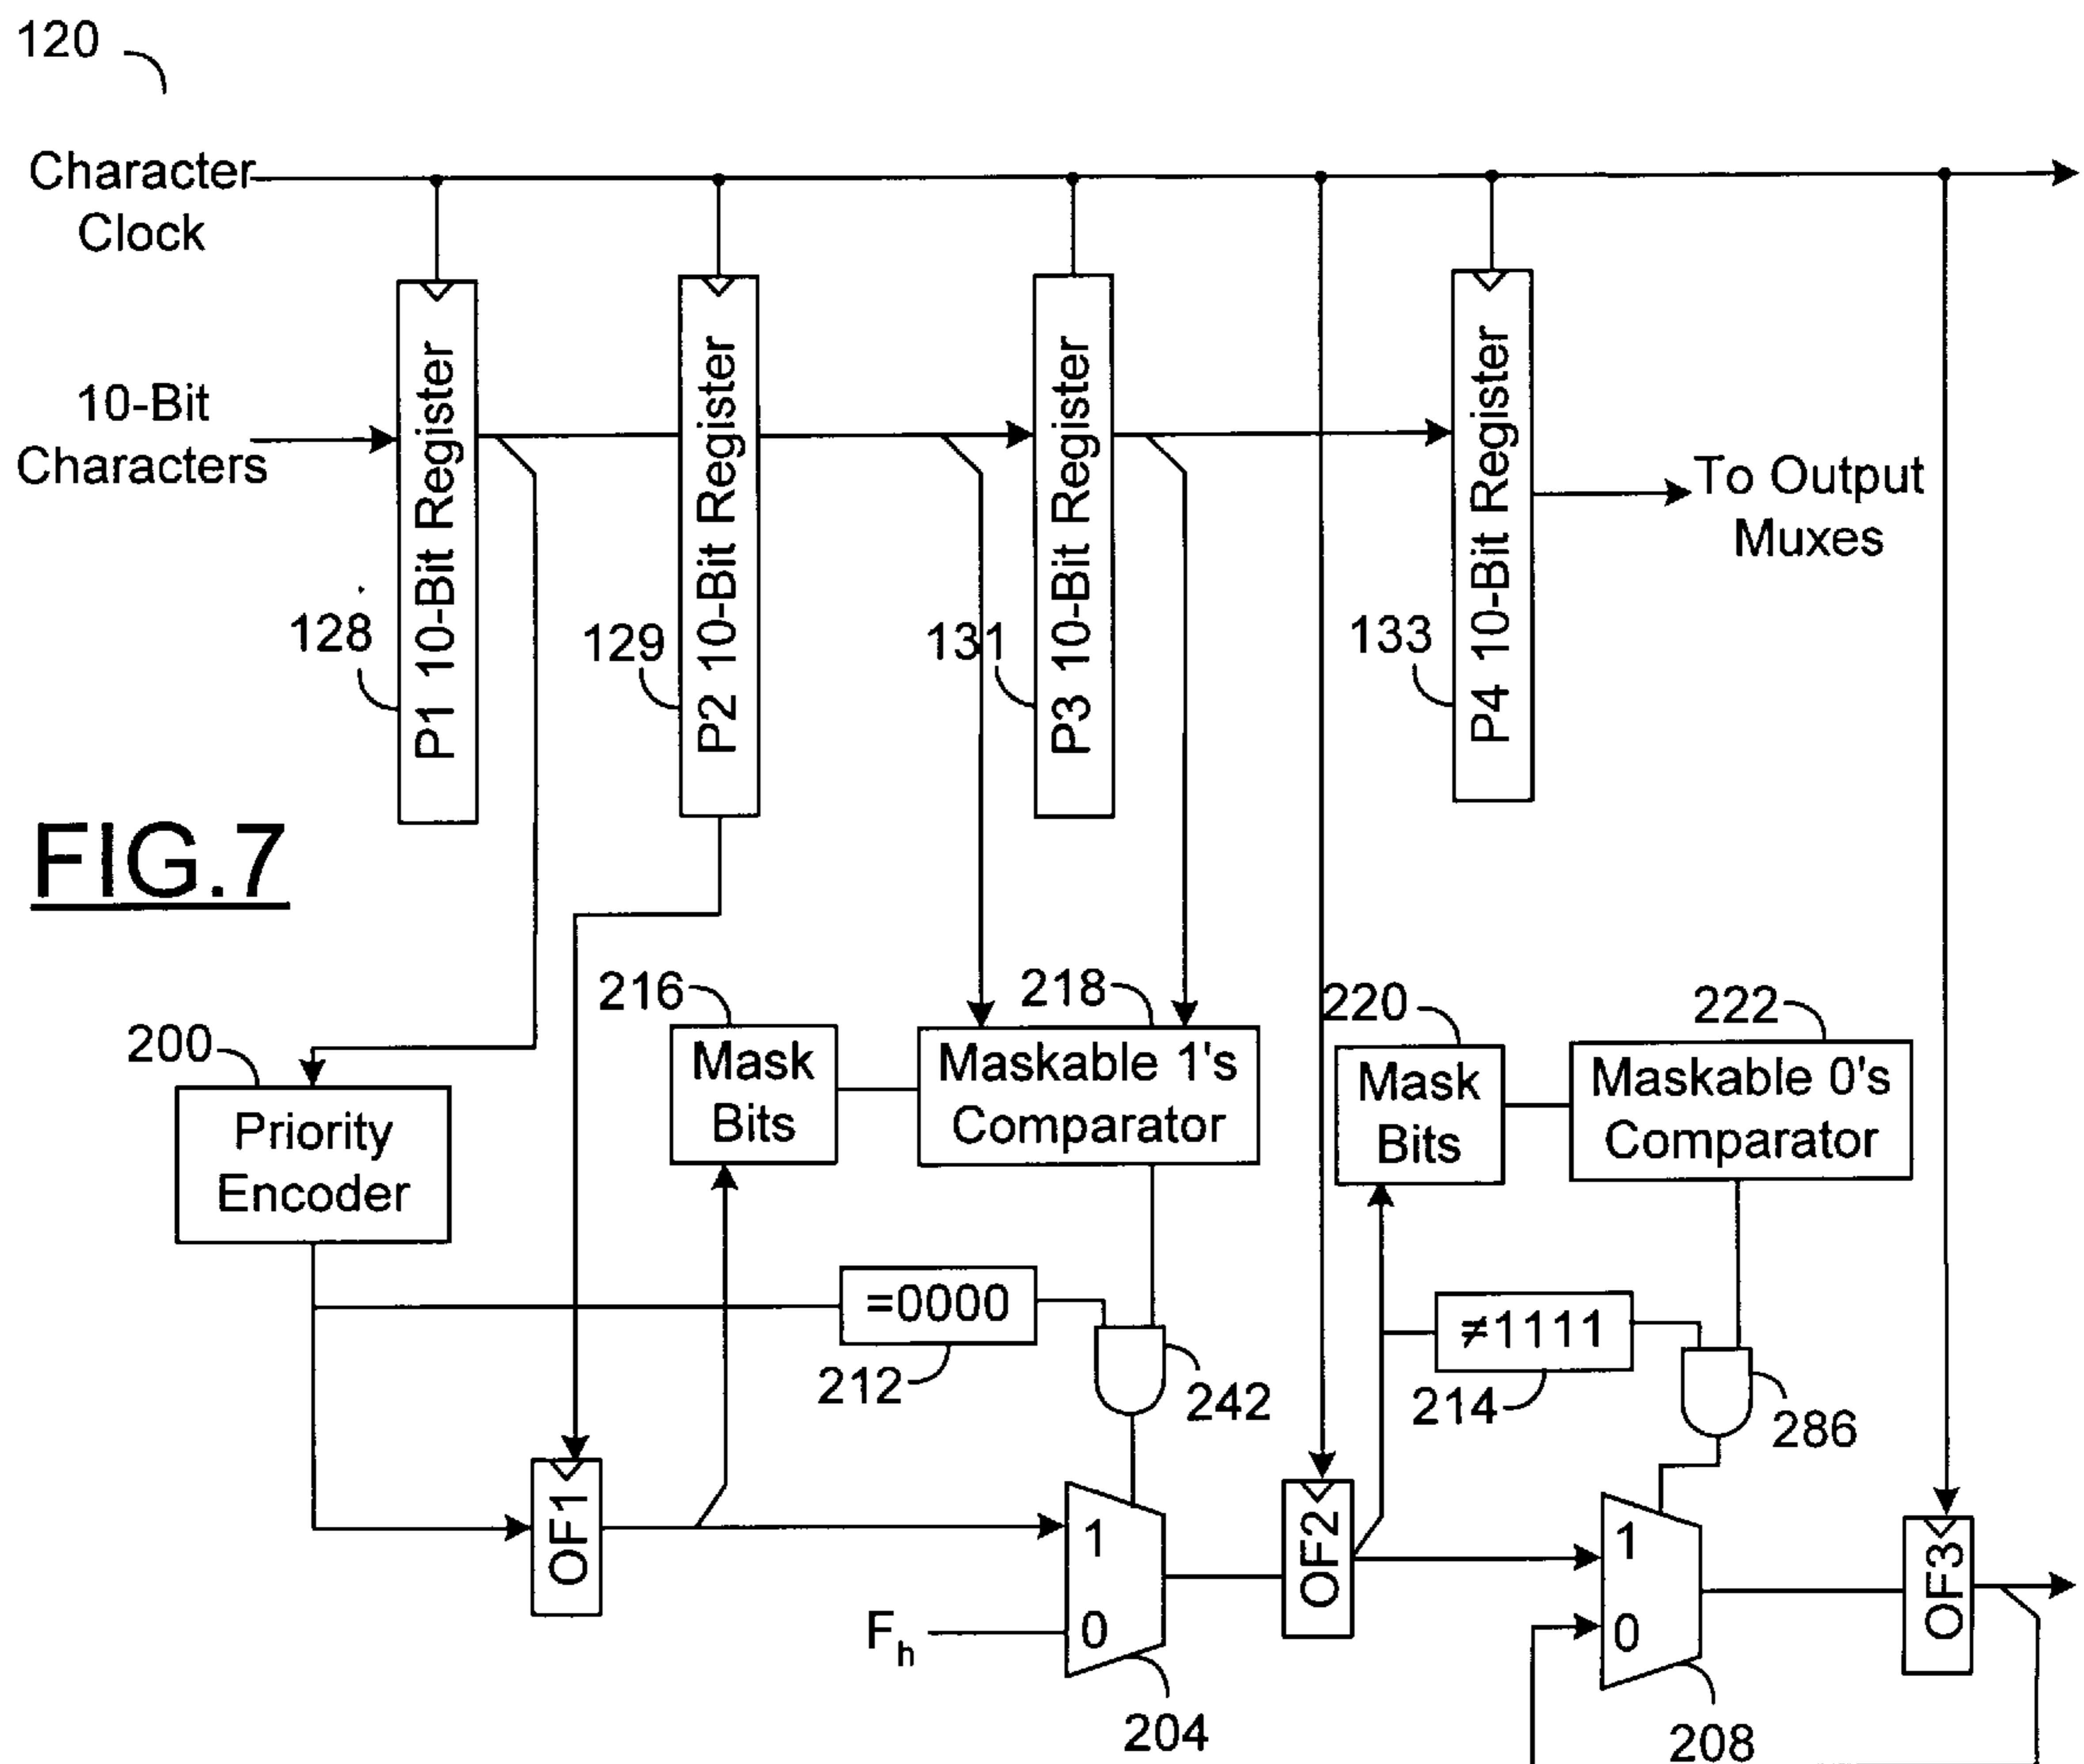 120
Character
Clock
10-Bit
Characters
P1 10-Bit Register
128
P2 10-Bit Register
129
P3 10-Bit Register
131
P4 10-Bit Register
133
To Output
Muxes
FIG.7
200
Priority
Encoder
216
Mask
Bits
218
Maskable 1's
Comparator
220
Mask
Bits
222
Maskable 0's
Comparator
=0000
212
242
≠1111
214
286
OF1
1
0
F h
204
OF2
1
0
208
OF3